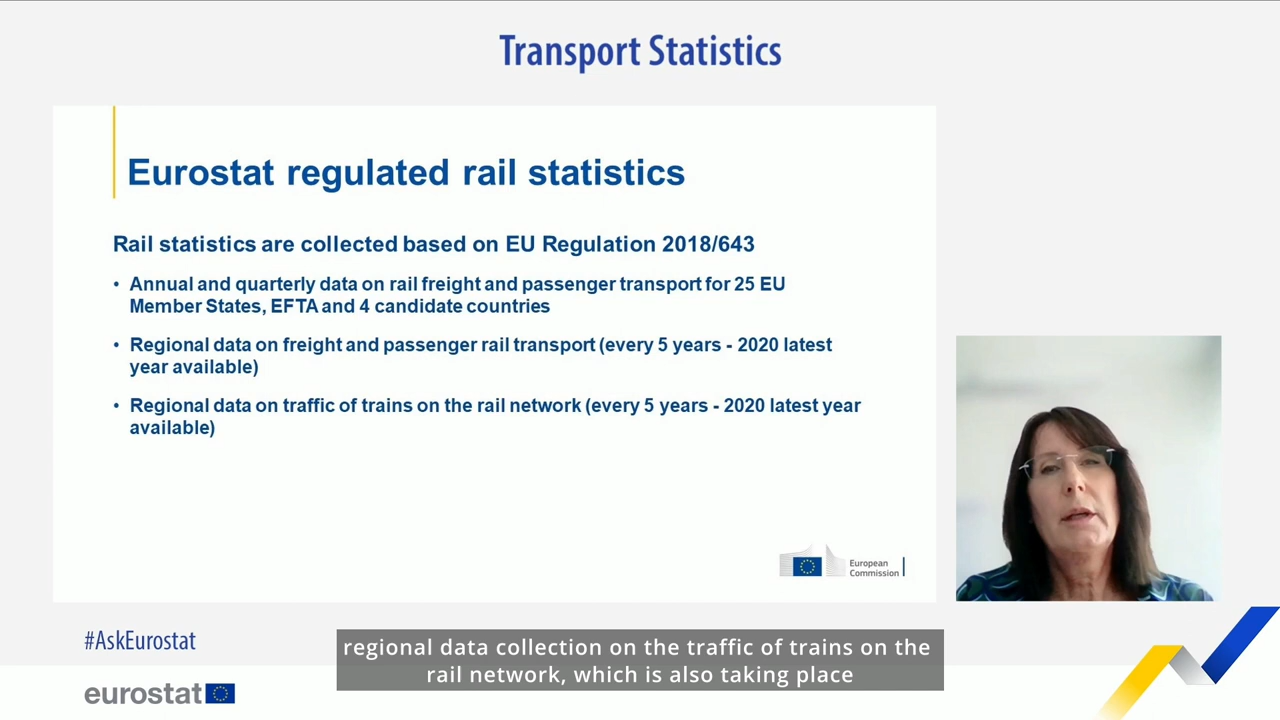 Transport Statistics
Eurostat regulated rail statistics
Rail statistics are collected based on EU Regulation 2018/643
• Annual and quarterly data on rail freight and passenger transport for 25 EU
Member States, EFTA and 4 candidate countries
• Regional data on freight and passenger rail transport (every 5 years - 2020 latest
year available)
• Regional data on traffic of trains on the rail network (every 5 years - 2020 latest year
available)
European
Commission
#AskEurostat
regional data collection on the traffic of trains on the
rail network, which is also taking place
eurostat